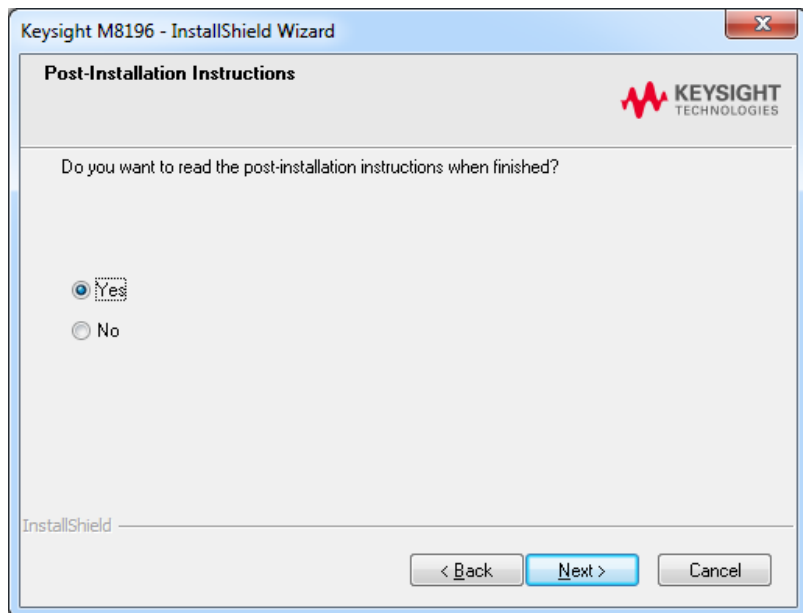 Keysight M8196 - InstallShield Wizard
Post-Installation Instructions
KEYSIGHT
TECHNOLOGIES
Do you want to read the post-installation instructions when finished?
Yes
No
InstallShield
< Back
Next >
Cancel